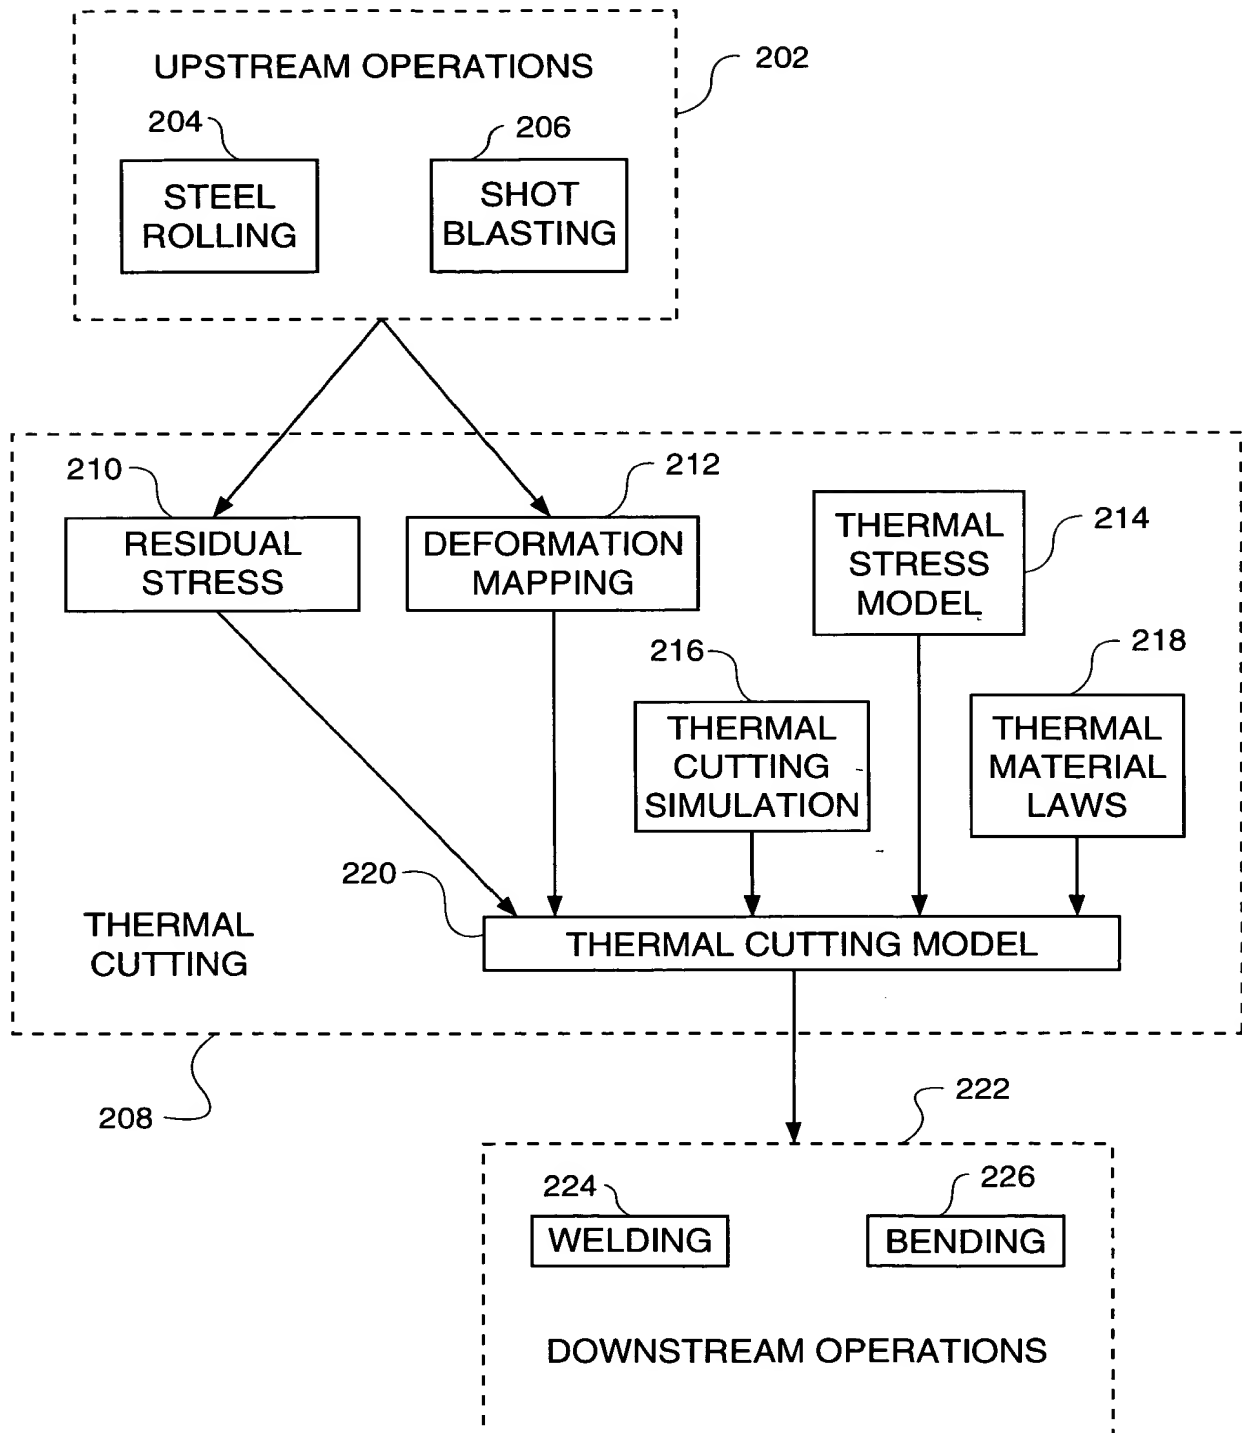 UPSTREAM OPERATIONS
202
204
206
STEEL
ROLLING
SHOT
BLASTING
210
212
RESIDUAL
STRESS
DEFORMATION
MAPPING
THERMAL
STRESS
MODEL
214
216
218
THERMAL
CUTTING
SIMULATION
THERMAL
MATERIAL
LAWS
220
THERMAL
CUTTING
THERMAL CUTTING MODEL
208
222
224
226
WELDING
BENDING
DOWNSTREAM OPERATIONS